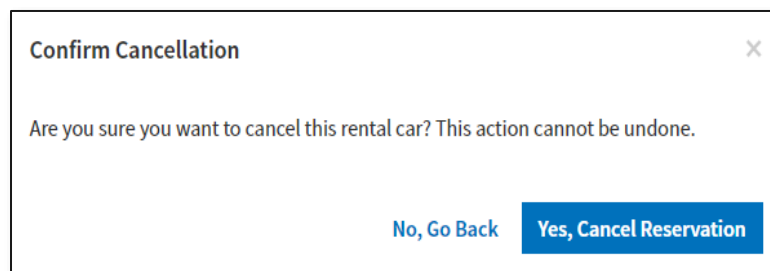 Confirm Cancellation
Are you sure you want to cancel this rental car? This action cannot be undone.
No, Go Back
Yes, Cancel Reservation